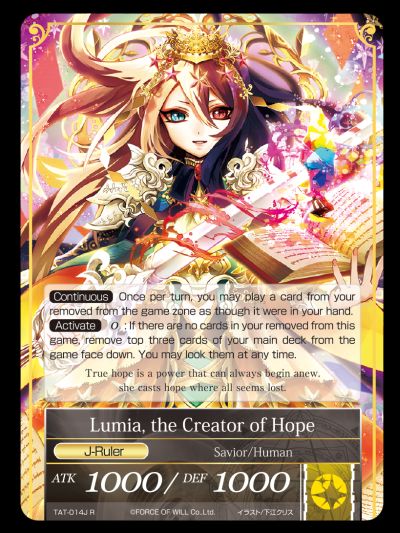 Continuous Once per turn, you may play a card from your
removed from the game zone as though it were in your hand.
Activate 0 : If there are no cards in your removed from this
game, remove top three cards of your main deck from the
game face down. You may look them at any time.
True hope is a power that can always begin anew.
she casts hope where all seems lost.
Lumia, the Creator of Hope
J-Ruler Savior/Human
ATK 1000 / DEF 1000
TAT-014J R ©FORCE OF WILL Co.,Ltd. イラスト/下江クリス